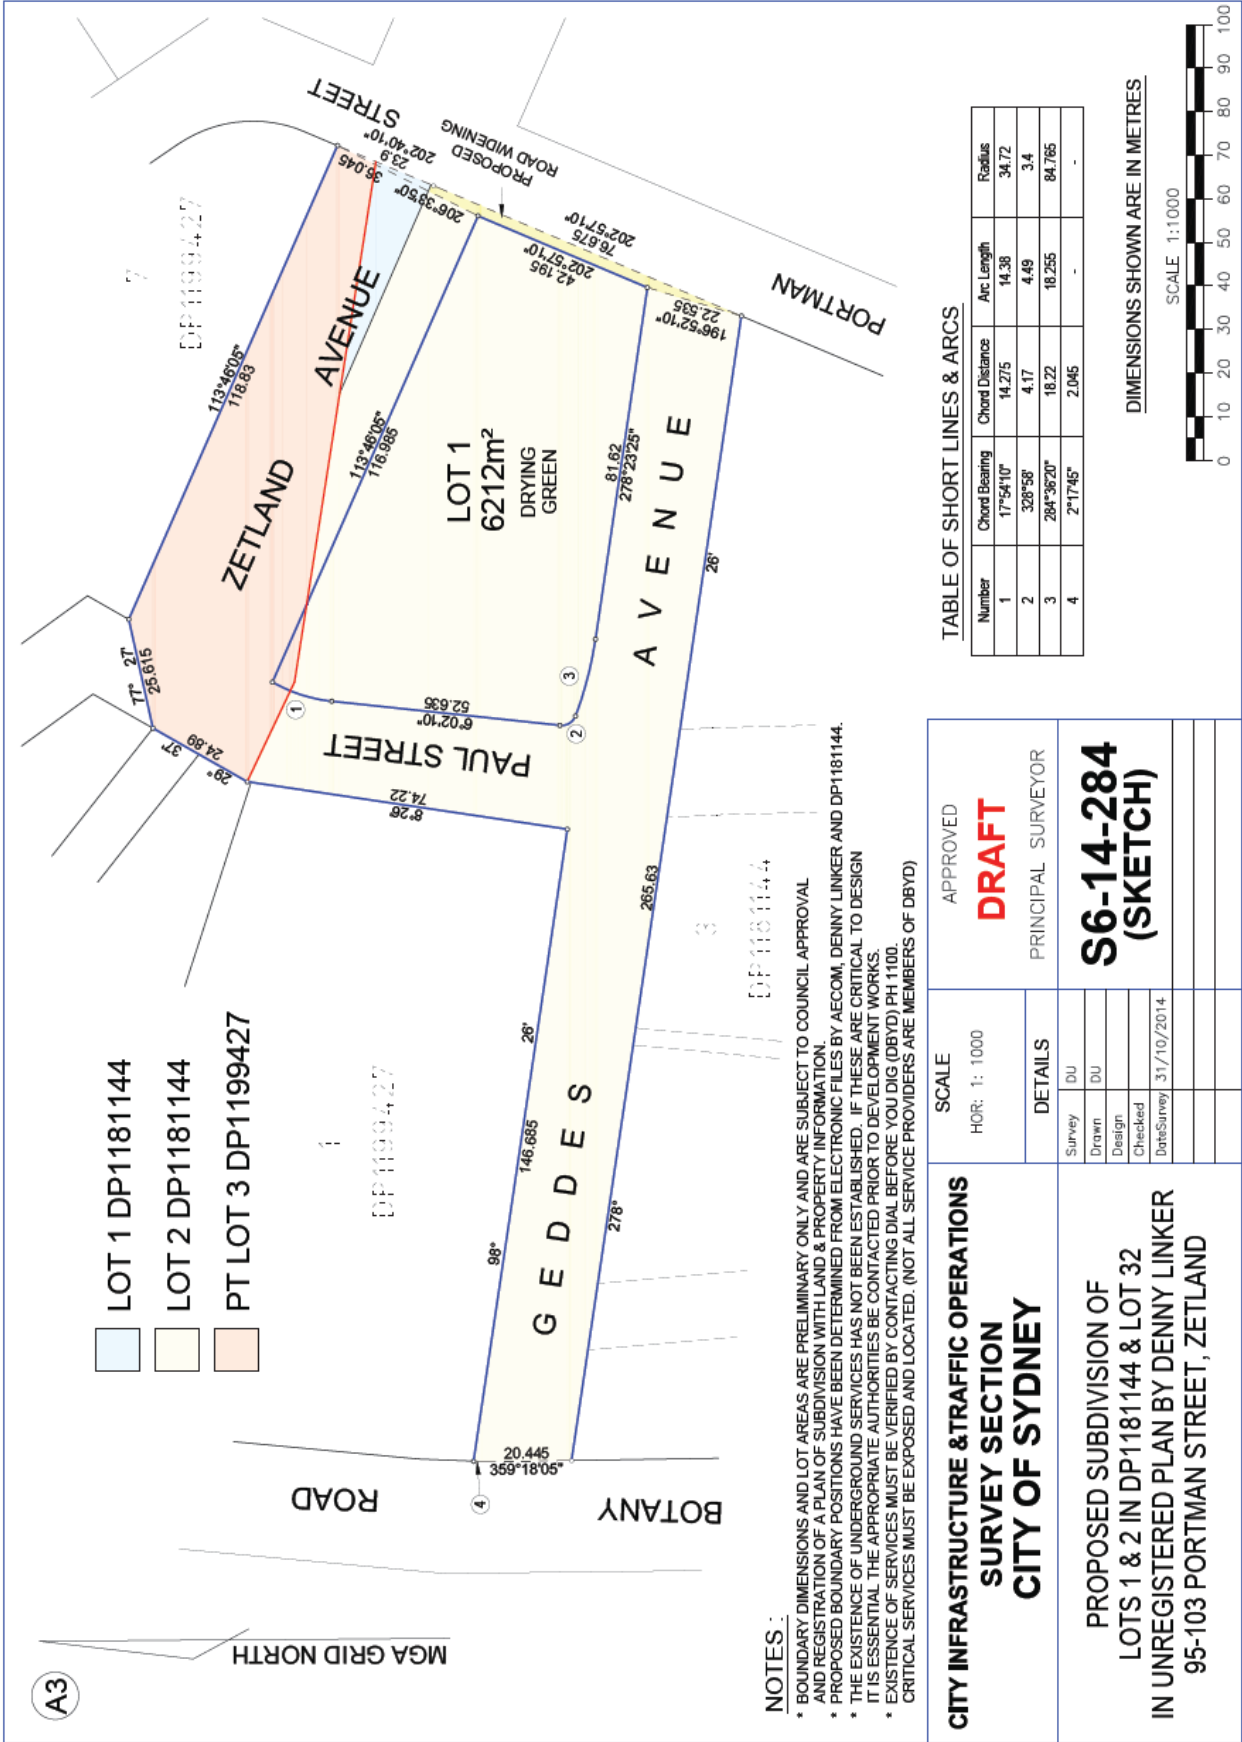 A3
MGA GRID NORTH
LOT 1 DP1181144
LOT 2 DP1181144
PT LOT 3 DP1199427
7
DP1199427
1
DP1199427
3
DP1181144
ROAD
BOTANY
4
20.445
359°18'05"
98°
146.685
26'
GEDDES
AVENUE
278°
265.63
26'
8°26'
74.22
PAUL STREET
29°
24.89
37'
77°
27'
25.615
ZETLAND
AVENUE
113°46'05"
118.83
113°46'05"
116.985
1
6°02'10"
52.635
2
3
LOT 1
6212m²
DRYING
GREEN
81.62
278°23'25"
42.195
202°57'10"
76.675
202°57'10"
196°52'10"
22.535
206°33'50"
36.045
23.9
202°40'10"
PROPOSED
ROAD WIDENING
STREET
PORTMAN
NOTES :
* BOUNDARY DIMENSIONS AND LOT AREAS ARE PRELIMINARY ONLY AND ARE SUBJECT TO COUNCIL APPROVAL
AND REGISTRATION OF A PLAN OF SUBDIVISION WITH LAND & PROPERTY INFORMATION.
* PROPOSED BOUNDARY POSITIONS HAVE BEEN DETERMINED FROM ELECTRONIC FILES BY AECOM, DENNY LINKER AND DP1181144.
* THE EXISTENCE OF UNDERGROUND SERVICES HAS NOT BEEN ESTABLISHED. IF THESE ARE CRITICAL TO DESIGN
IT IS ESSENTIAL THE APPROPRIATE AUTHORITIES BE CONTACTED PRIOR TO DEVELOPMENT WORKS.
* EXISTENCE OF SERVICES MUST BE VERIFIED BY CONTACTING DIAL BEFORE YOU DIG (DBYD) PH 1100.
CRITICAL SERVICES MUST BE EXPOSED AND LOCATED. (NOT ALL SERVICE PROVIDERS ARE MEMBERS OF DBYD)
TABLE OF SHORT LINES & ARCS
Number Chord Bearing Chord Distance Arc Length Radius
1 17°54'10" 14.275 14.38 34.72
2 328°58' 4.17 4.49 3.4
3 284°36'20" 18.22 18.255 84.765
4 2°17'45" 2.045 - -
DIMENSIONS SHOWN ARE IN METRES
SCALE 1:1000
0 10 20 30 40 50 60 70 80 90 100
CITY INFRASTRUCTURE & TRAFFIC OPERATIONS
SURVEY SECTION
CITY OF SYDNEY
SCALE
HOR: 1: 1000
DETAILS
APPROVED
DRAFT
PRINCIPAL SURVEYOR
PROPOSED SUBDIVISION OF
LOTS 1 & 2 IN DP1181144 & LOT 32
IN UNREGISTERED PLAN BY DENNY LINKER
95-103 PORTMAN STREET, ZETLAND
Survey DU
Drawn DU
Design
Checked
DateSurvey 31/10/2014
S6-14-284
(SKETCH)